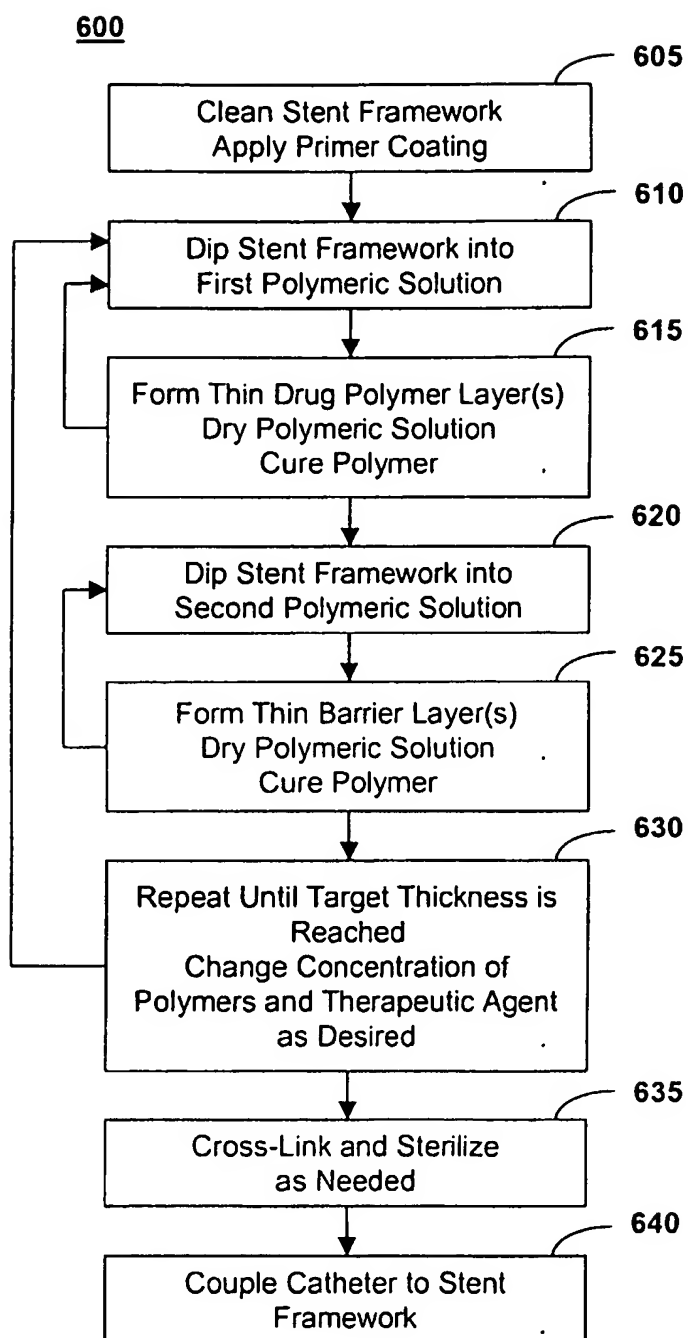 600
605
Clean Stent Framework
Apply Primer Coating
610
Dip Stent Framework into
First Polymeric Solution
615
Form Thin Drug Polymer Layer(s)
Dry Polymeric Solution
Cure Polymer
620
Dip Stent Framework into
Second Polymeric Solution
625
Form Thin Barrier Layer(s)
Dry Polymeric Solution
Cure Polymer
630
Repeat Until Target Thickness is
Reached
Change Concentration of
Polymers and Therapeutic Agent
as Desired
635
Cross-Link and Sterilize
as Needed
640
Couple Catheter to Stent
Framework